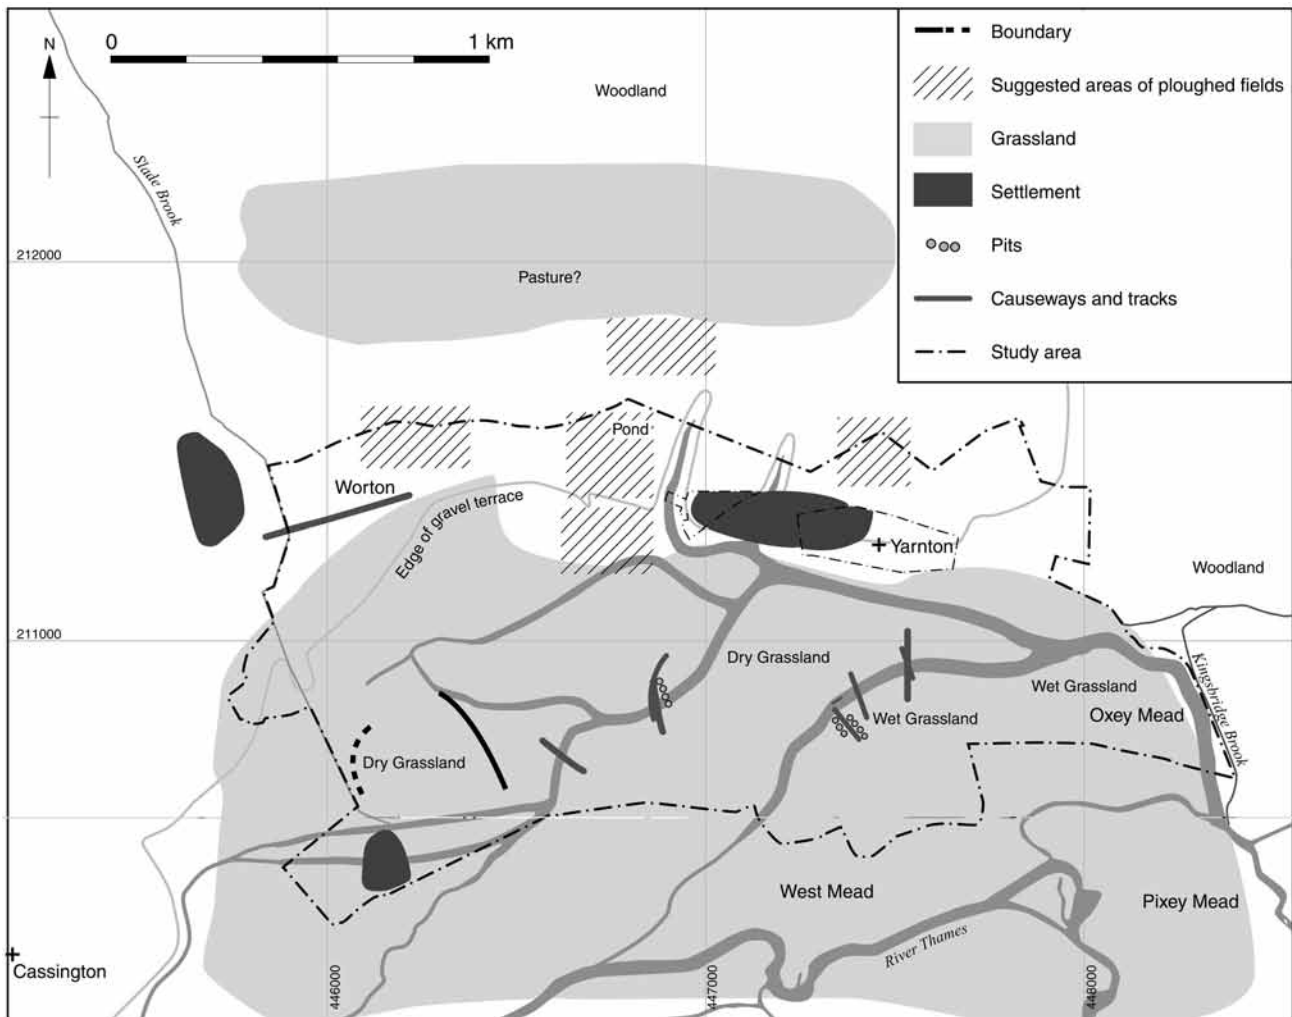 N
0
1 km
Boundary
Suggested areas of ploughed fields
Grassland
Settlement
Pits
Causeways and tracks
Study area
Woodland
Slade Brook
212000
Pasture?
Pond
Worton
Edge of gravel terrace
Yarnton
Woodland
211000
Dry Grassland
Kingsbridge Brook
Wet Grassland
Oxey Mead
Wet Grassland
Dry Grassland
West Mead
Pixey Mead
River Thames
Cassington
446000
447000
448000